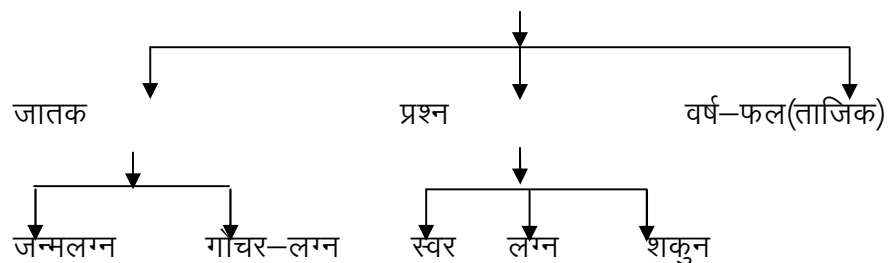 जातक प्रश्न वर्ष–फल(ताजिक)
जन्मलग्न गोचर–लग्न स्वर लग्न शकुन